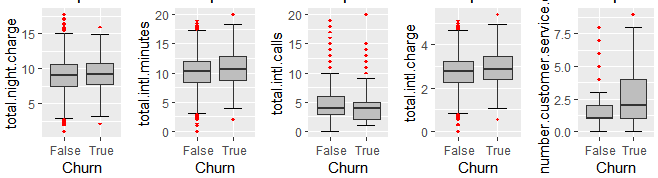 total.night.charge
15
10
5
False True
Churn
total.intl.minutes
20
15
10
5
0
False True
Churn
total.intl.calls
20
15
10
5
0
False True
Churn
total.intl.charge
4
2
0
False True
Churn
number.customer.service.
7.5
5.0
2.5
0.0
False True
Churn